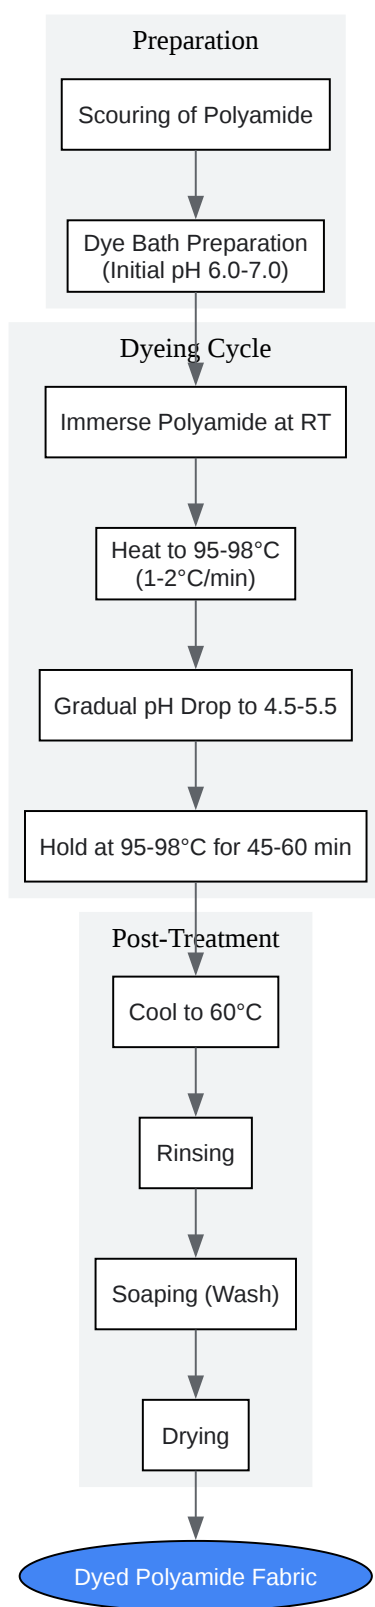 Preparation
Scouring of Polyamide
Dye Bath Preparation
(Initial pH 6.0-7.0)
Dyeing Cycle
Immerse Polyamide at RT
Heat to 95-98°C
(1-2°C/min)
Gradual pH Drop to 4.5-5.5
Hold at 95-98°C for 45-60 min
Post-Treatment
Cool to 60°C
Rinsing
Soaping (Wash)
Drying
Dyed Polyamide Fabric